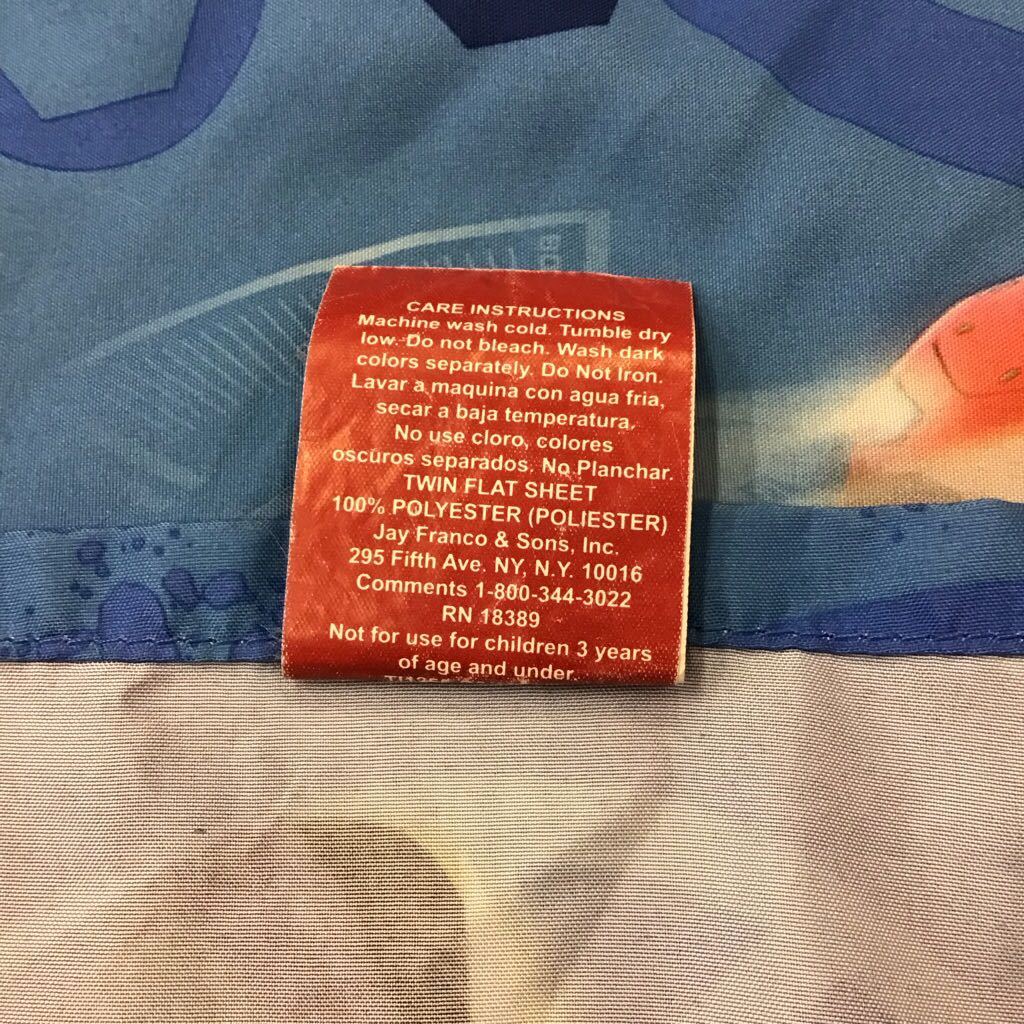 CARE INSTRUCTIONS
Machine wash cold. Tumble dry
low. Do not bleach. Wash dark
colors separately. Do Not Iron.
Lavar a maquina con agua fria,
secar a baja temperatura.
No use cloro, colores
oscuros separados. No Planchar.
TWIN FLAT SHEET
100% POLYESTER (POLIESTER)
Jay Franco & Sons, Inc.
295 Fifth Ave. NY, N.Y. 10016
Comments 1-800-344-3022
RN 18389
Not for use for children 3 years
of age and under.